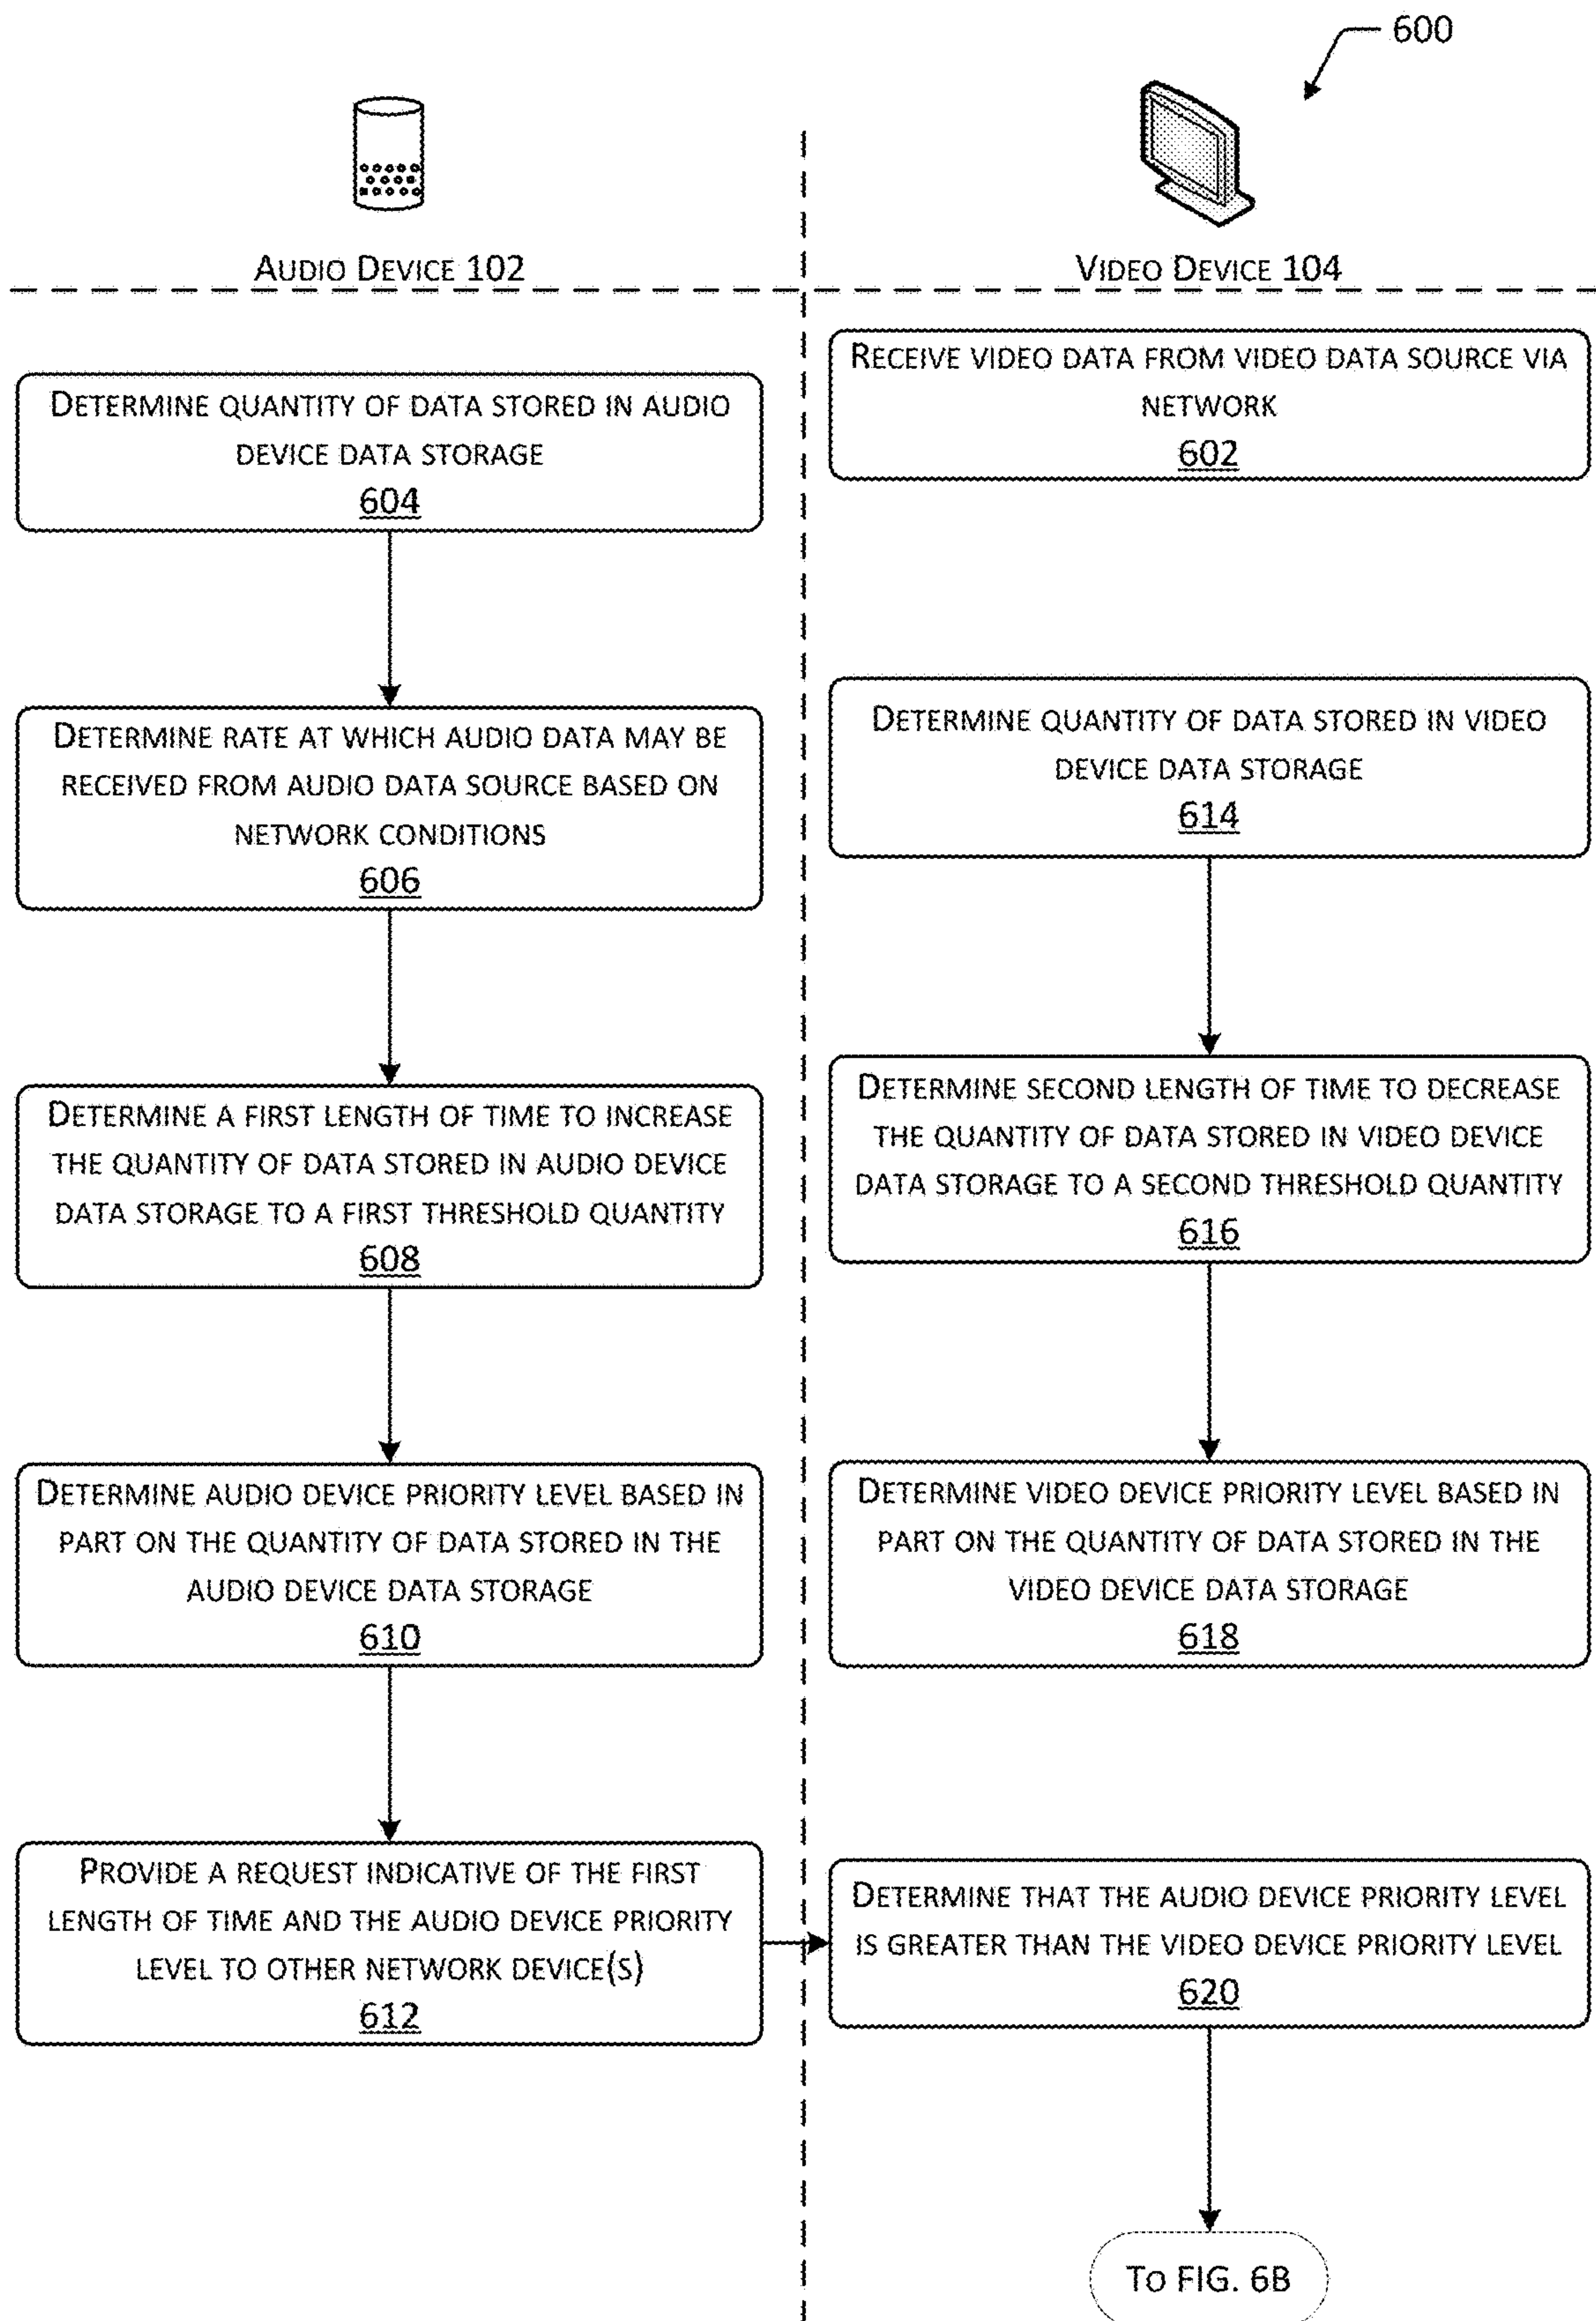 600
AUDIO DEVICE 102
VIDEO DEVICE 104
RECEIVE VIDEO DATA FROM VIDEO DATA SOURCE VIA
NETWORK
602
DETERMINE QUANTITY OF DATA STORED IN AUDIO
DEVICE DATA STORAGE
604
DETERMINE RATE AT WHICH AUDIO DATA MAY BE
RECEIVED FROM AUDIO DATA SOURCE BASED ON
NETWORK CONDITIONS
606
DETERMINE QUANTITY OF DATA STORED IN VIDEO
DEVICE DATA STORAGE
614
DETERMINE A FIRST LENGTH OF TIME TO INCREASE
THE QUANTITY OF DATA STORED IN AUDIO DEVICE
DATA STORAGE TO A FIRST THRESHOLD QUANTITY
608
DETERMINE SECOND LENGTH OF TIME TO DECREASE
THE QUANTITY OF DATA STORED IN VIDEO DEVICE
DATA STORAGE TO A SECOND THRESHOLD QUANTITY
616
DETERMINE AUDIO DEVICE PRIORITY LEVEL BASED IN
PART ON THE QUANTITY OF DATA STORED IN THE
AUDIO DEVICE DATA STORAGE
610
DETERMINE VIDEO DEVICE PRIORITY LEVEL BASED IN
PART ON THE QUANTITY OF DATA STORED IN THE
VIDEO DEVICE DATA STORAGE
618
PROVIDE A REQUEST INDICATIVE OF THE FIRST
LENGTH OF TIME AND THE AUDIO DEVICE PRIORITY
LEVEL TO OTHER NETWORK DEVICE(S)
612
DETERMINE THAT THE AUDIO DEVICE PRIORITY LEVEL
IS GREATER THAN THE VIDEO DEVICE PRIORITY LEVEL
620
TO FIG. 6B